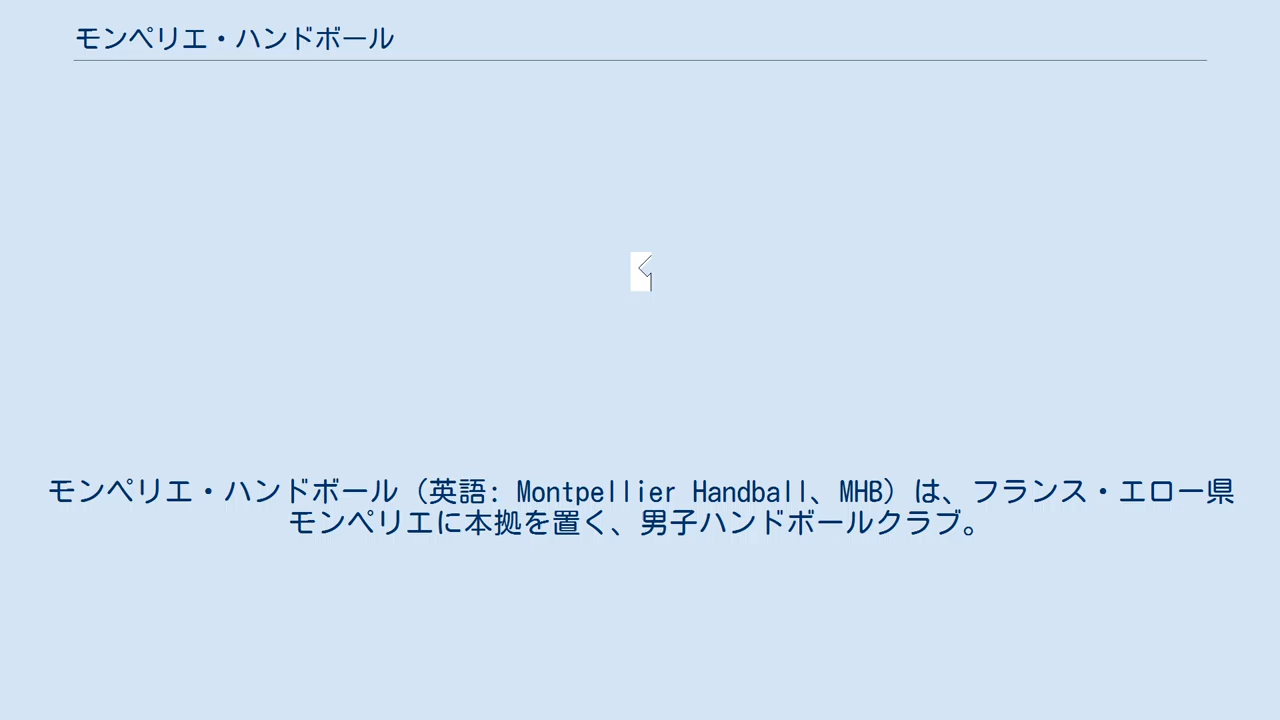 モンペリエ・ハンドボール
モンペリエ・ハンドボール（英語: Montpellier Handball、MHB）は、フランス・エロー県
モンペリエに本拠を置く、男子ハンドボールクラブ。